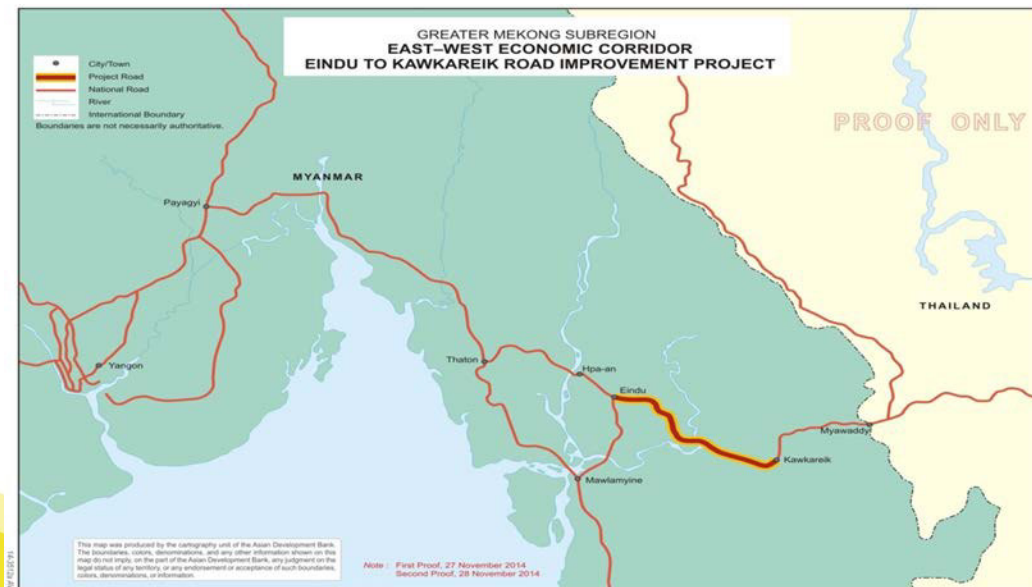 GREATER MEKONG SUBREGION
EAST–WEST ECONOMIC CORRIDOR
EINDU TO KAWKAREIK ROAD IMPROVEMENT PROJECT
City/Town
Project Road
National Road
River
International Boundary
Boundaries are not necessarily authoritative.
PROOF ONLY
MYANMAR
Payagyi
THAILAND
Thaton
Yangon
Hpa-an
Eindu
Myawaddy
Kawkareik
Mawlamyine
This map was produced by the cartography unit of the Asian Development Bank.
The boundaries, colors, denominations, and any other information shown on this
map do not imply, on the part of the Asian Development Bank, any judgment on the
legal status of any territory, or any endorsement or acceptance of such boundaries,
colors, denominations, or information.
Note : First Proof, 27 November 2014
Second Proof, 28 November 2014